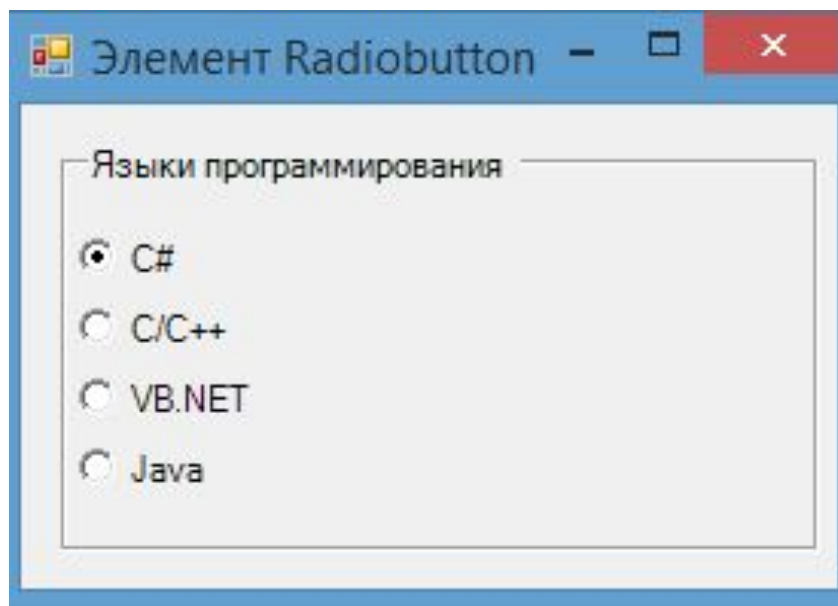 Элемент Radiobutton
Языки программирования
C#
C/C++
VB.NET
Java